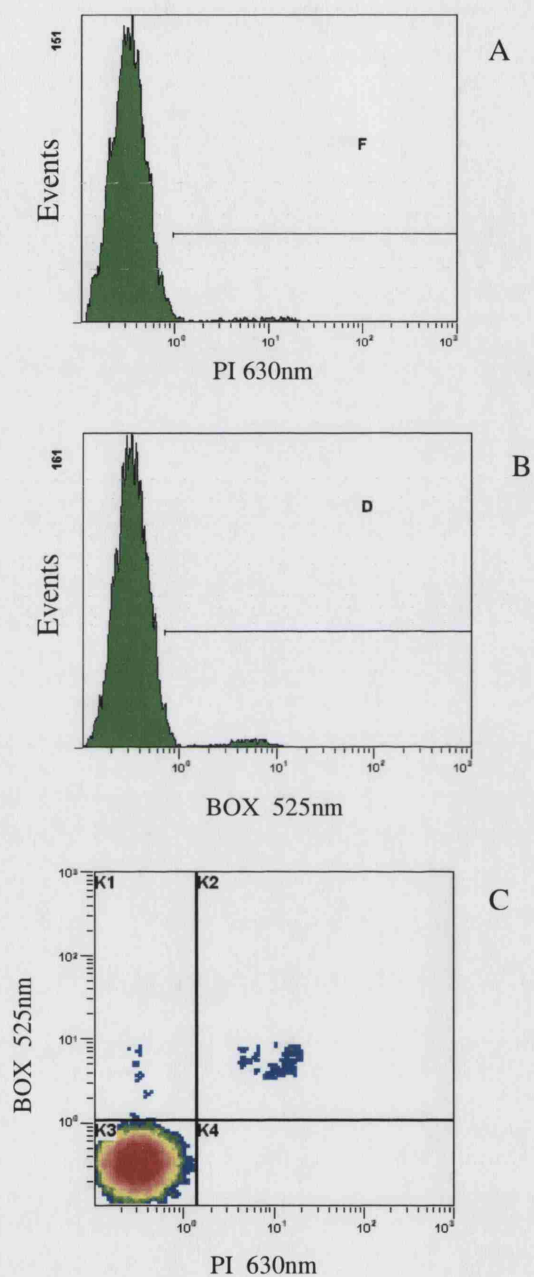 151
A
F
Events
10⁰ 10¹ 10² 10³
PI 630nm
161
B
D
Events
10⁰ 10¹ 10² 10³
BOX 525nm
C
10³
K1 K2
10²
BOX 525nm
10¹
10⁰
K3 K4
10⁰ 10¹ 10² 10³
PI 630nm